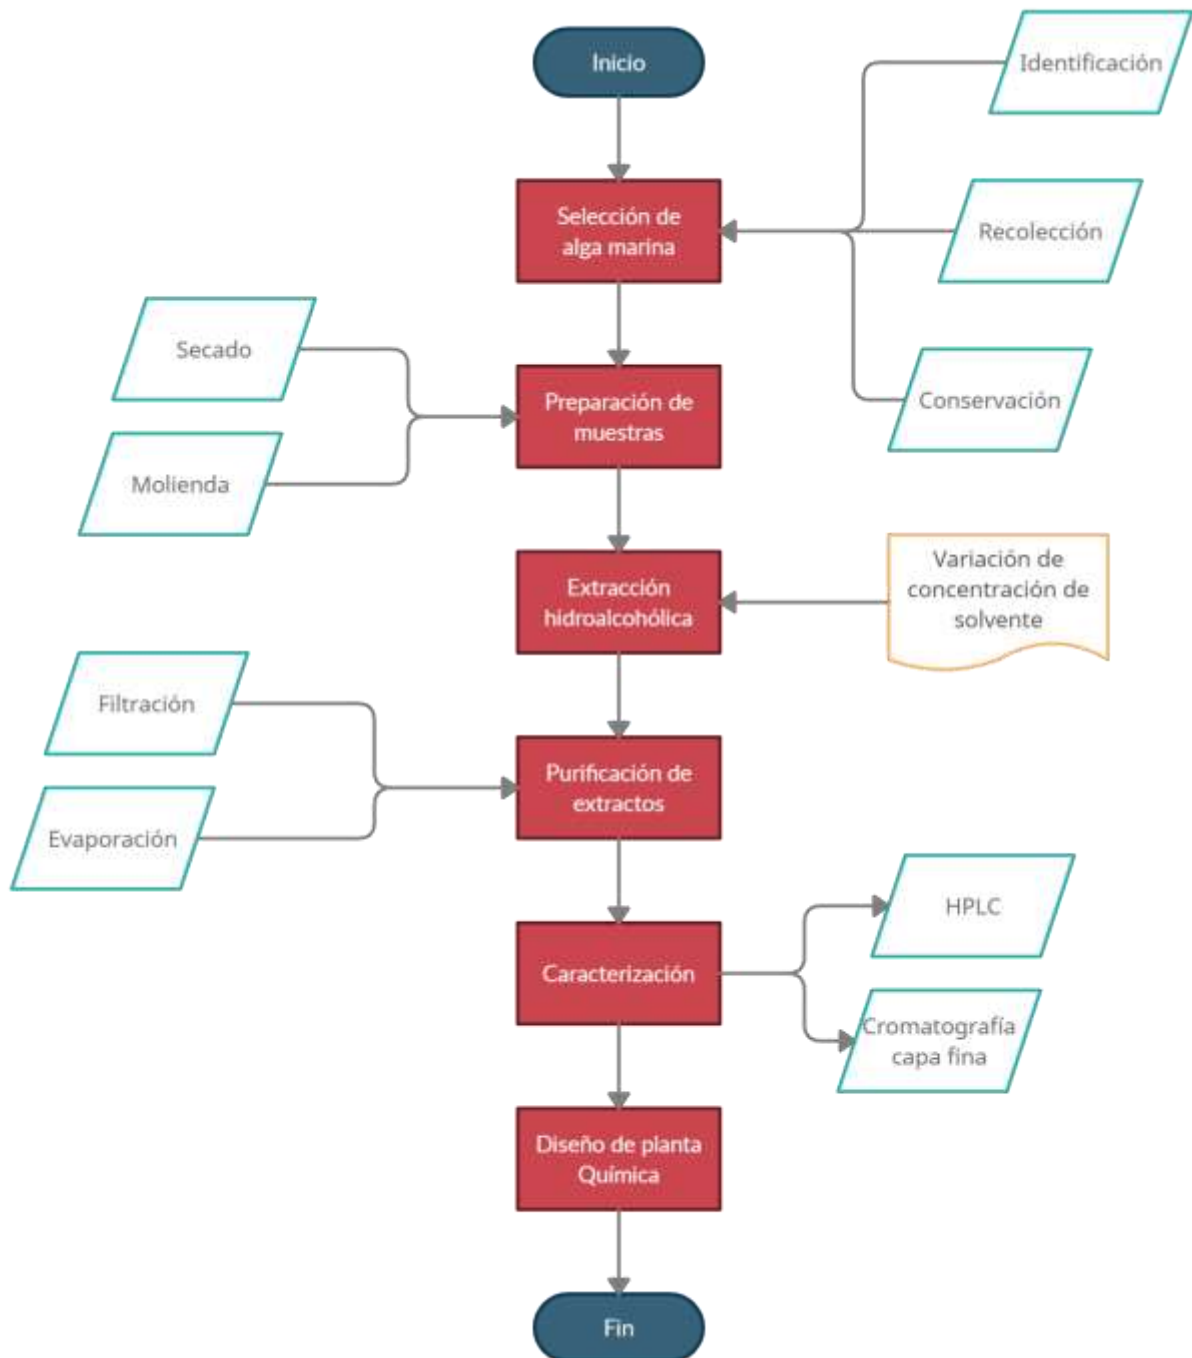 Inicio
Identificación
Selección de
alga marina
Recolección
Secado
Preparación de
muestras
Conservación
Molienda
Extracción
hidroalcohólica
Variación de
concentración de
solvente
Filtración
Purificación de
extractos
Evaporación
HPLC
Caracterización
Cromatografía
capa fina
Diseño de planta
Química
Fin